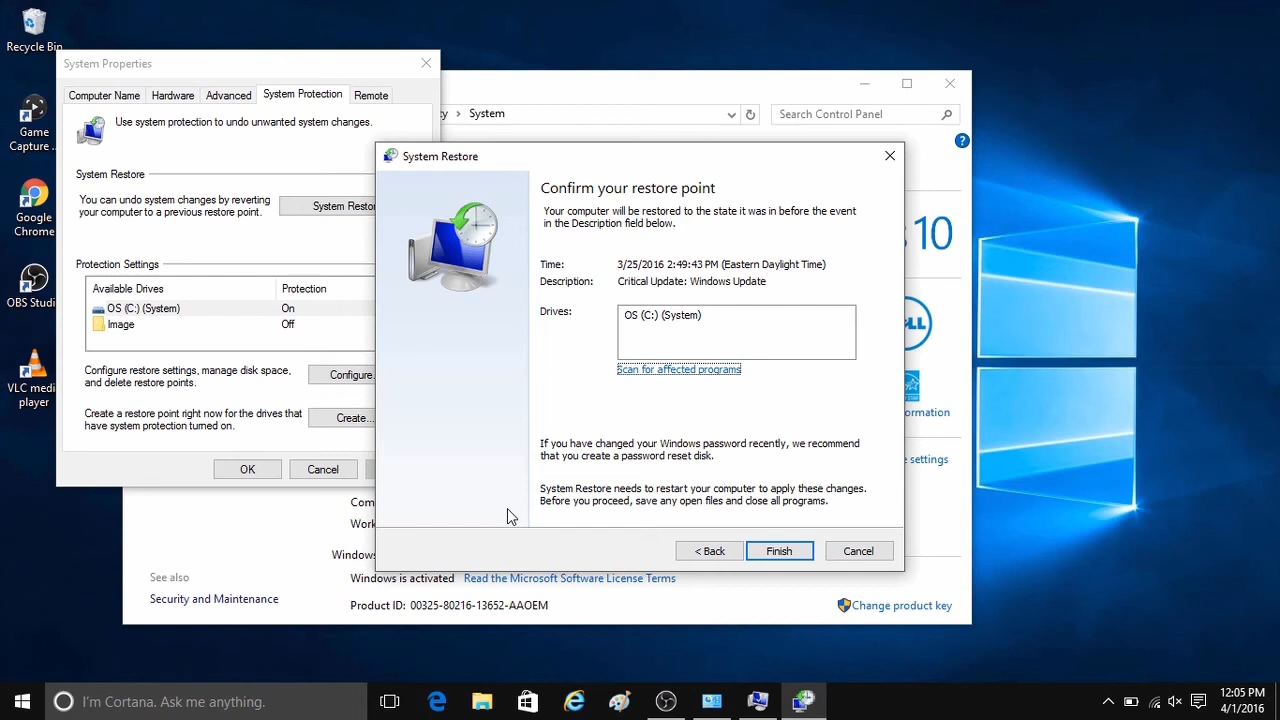 Recycle Bin
Game
Capture ..
Google
Chrome
OBS Studi
VLC medi
player
System Properties
Computer Name
Hardware
Advanced
System Protection
Remote
Use system protection to undo unwanted system changes.
System Restore
You can undo system changes by reverting
your computer to a previous restore point.
System Restor
Protection Settings
Available Drives
Protection
OS (C:) (System)
On
Image
Off
Configure restore settings, manage disk space,
and delete restore points.
Configure.
Create a restore point right now for the drives that
have system protection turned on.
Create...
OK
Cancel
System
Search Control Panel
?
10
System Restore
Confirm your restore point
Your computer will be restored to the state it was in before the event
in the Description field below.
Time:
3/25/2016 2:49:43 PM (Eastern Daylight Time)
Description:
Critical Update: Windows Update
Drives:
OS (C:) (System)
Scan for affected programs
If you have changed your Windows password recently, we recommend
that you create a password reset disk.
System Restore needs to restart your computer to apply these changes.
Before you proceed, save any open files and close all programs.
< Back
Finish
Cancel
ormation
e settings
Com
Work
Windows
Windows is activated
Read the Microsoft Software License Terms
Product ID: 00325-80216-13652-AAOEM
Change product key
See also
Security and Maintenance
I'm Cortana. Ask me anything.
12:05 PM
4/1/2016